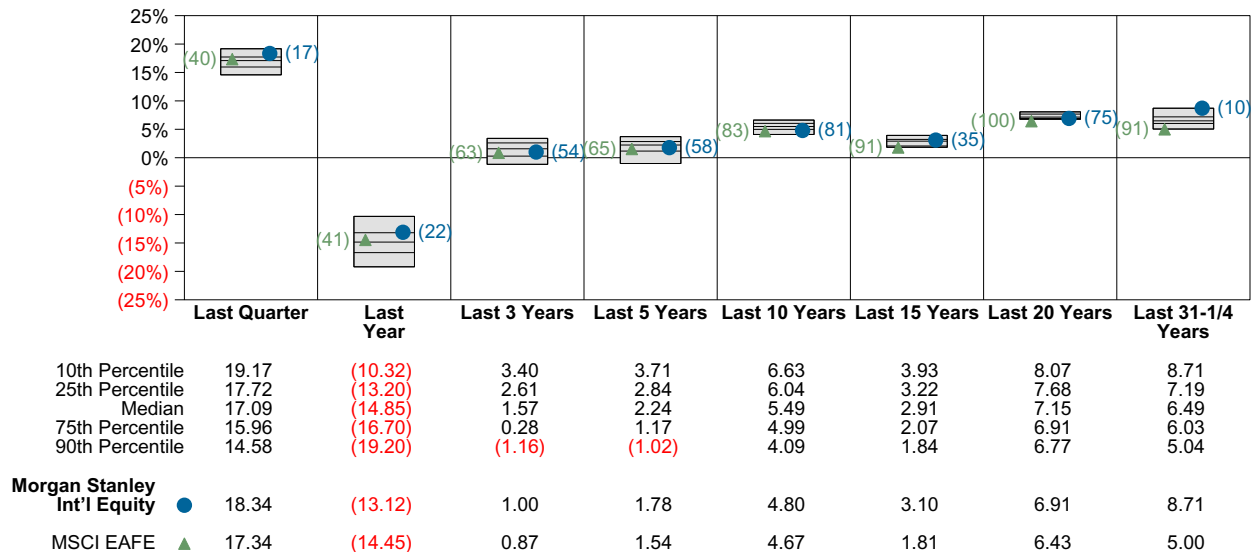 25%
20%
15%
10%
5%
0%
(5%)
(10%)
(15%)
(20%)
(25%)
(40) (17)
(41) (22)
(63) (54)
(65) (58)
(83) (81)
(91) (35)
(100) (75)
(91) (10)
Last Quarter Last Year Last 3 Years Last 5 Years Last 10 Years Last 15 Years Last 20 Years Last 31-1/4 Years
10th Percentile 19.17 (10.32) 3.40 3.71 6.63 3.93 8.07 8.71
25th Percentile 17.72 (13.20) 2.61 2.84 6.04 3.22 7.68 7.19
Median 17.09 (14.85) 1.57 2.24 5.49 2.91 7.15 6.49
75th Percentile 15.96 (16.70) 0.28 1.17 4.99 2.07 6.91 6.03
90th Percentile 14.58 (19.20) (1.16) (1.02) 4.09 1.84 6.77 5.04
Morgan Stanley
Int'l Equity 18.34 (13.12) 1.00 1.78 4.80 3.10 6.91 8.71
MSCI EAFE 17.34 (14.45) 0.87 1.54 4.67 1.81 6.43 5.00